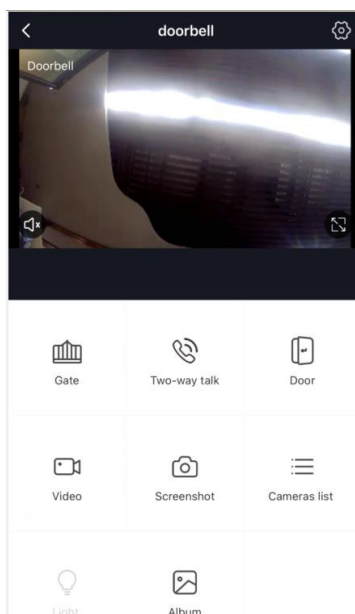 doorbell
Doorbell
Gate
Two-way talk
Door
Video
Screenshot
Cameras list
Light
Album